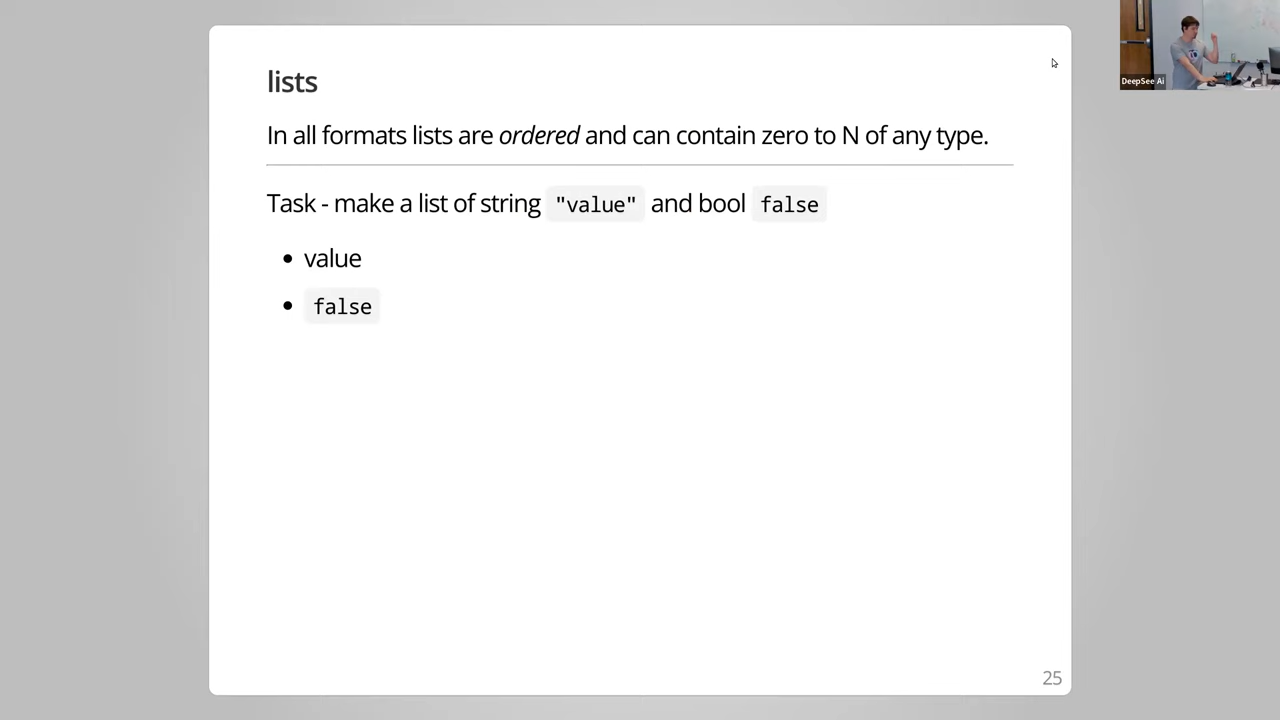 lists
In all formats lists are ordered and can contain zero to N of any type.
Task - make a list of string "value" and bool false
• value
• false
25
DeepSee Ai